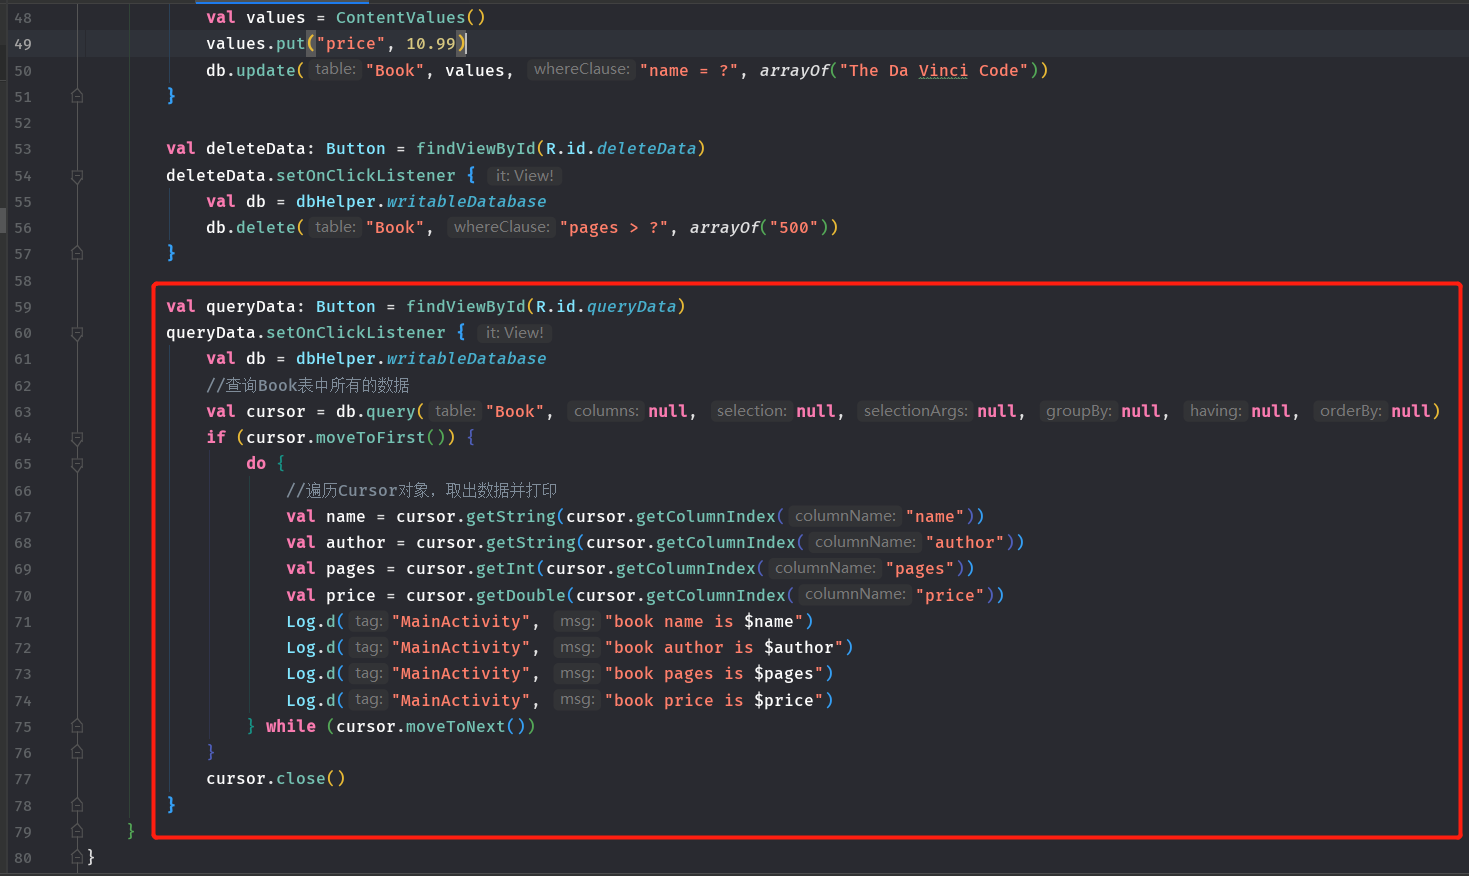 48 val values = ContentValues()
49 values.put("price", 10.99)
50 db.update( table: "Book", values, whereClause: "name = ?", arrayOf("The Da Vinci Code"))
51 }
52
53 val deleteData: Button = findViewById(R.id.deleteData)
54 deleteData.setOnClickListener { it: View!
55 val db = dbHelper.writableDatabase
56 db.delete( table: "Book", whereClause: "pages > ?", arrayOf("500"))
57 }
58
59 val queryData: Button = findViewById(R.id.queryData)
60 queryData.setOnClickListener { it: View!
61 val db = dbHelper.writableDatabase
62 //查询Book表中所有的数据
63 val cursor = db.query( table: "Book", columns: null, selection: null, selectionArgs: null, groupBy: null, having: null, orderBy: null)
64 if (cursor.moveToFirst()) {
65 do {
66 //遍历Cursor对象，取出数据并打印
67 val name = cursor.getString(cursor.getColumnIndex( columnName: "name"))
68 val author = cursor.getString(cursor.getColumnIndex( columnName: "author"))
69 val pages = cursor.getInt(cursor.getColumnIndex( columnName: "pages"))
70 val price = cursor.getDouble(cursor.getColumnIndex( columnName: "price"))
71 Log.d( tag: "MainActivity", msg: "book name is $name")
72 Log.d( tag: "MainActivity", msg: "book author is $author")
73 Log.d( tag: "MainActivity", msg: "book pages is $pages")
74 Log.d( tag: "MainActivity", msg: "book price is $price")
75 } while (cursor.moveToNext())
76 }
77 cursor.close()
78 }
79 }
80 }